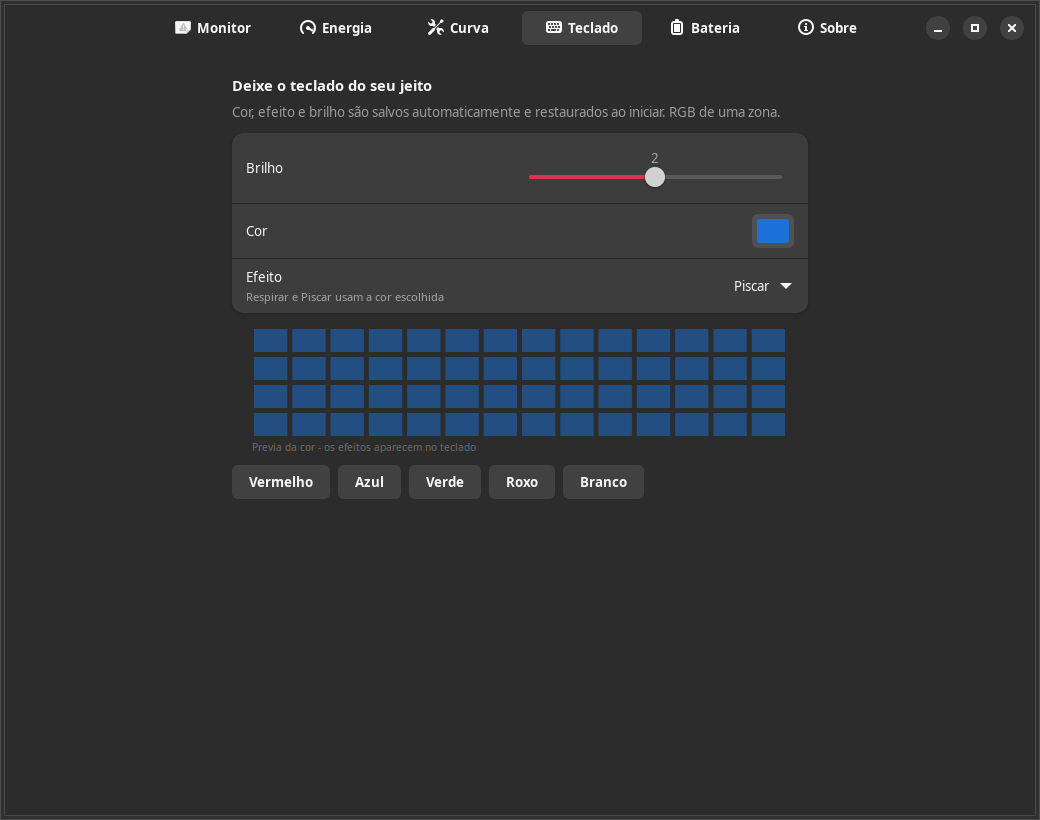 Monitor Energia Curva Teclado Bateria Sobre
Deixe o teclado do seu jeito
Cor, efeito e brilho são salvos automaticamente e restaurados ao iniciar. RGB de uma zona.
2
Brilho
Cor
Efeito
Respirar e Piscar usam a cor escolhida
Piscar
Previa da cor - os efeitos aparecem no teclado
Vermelho Azul Verde Roxo Branco